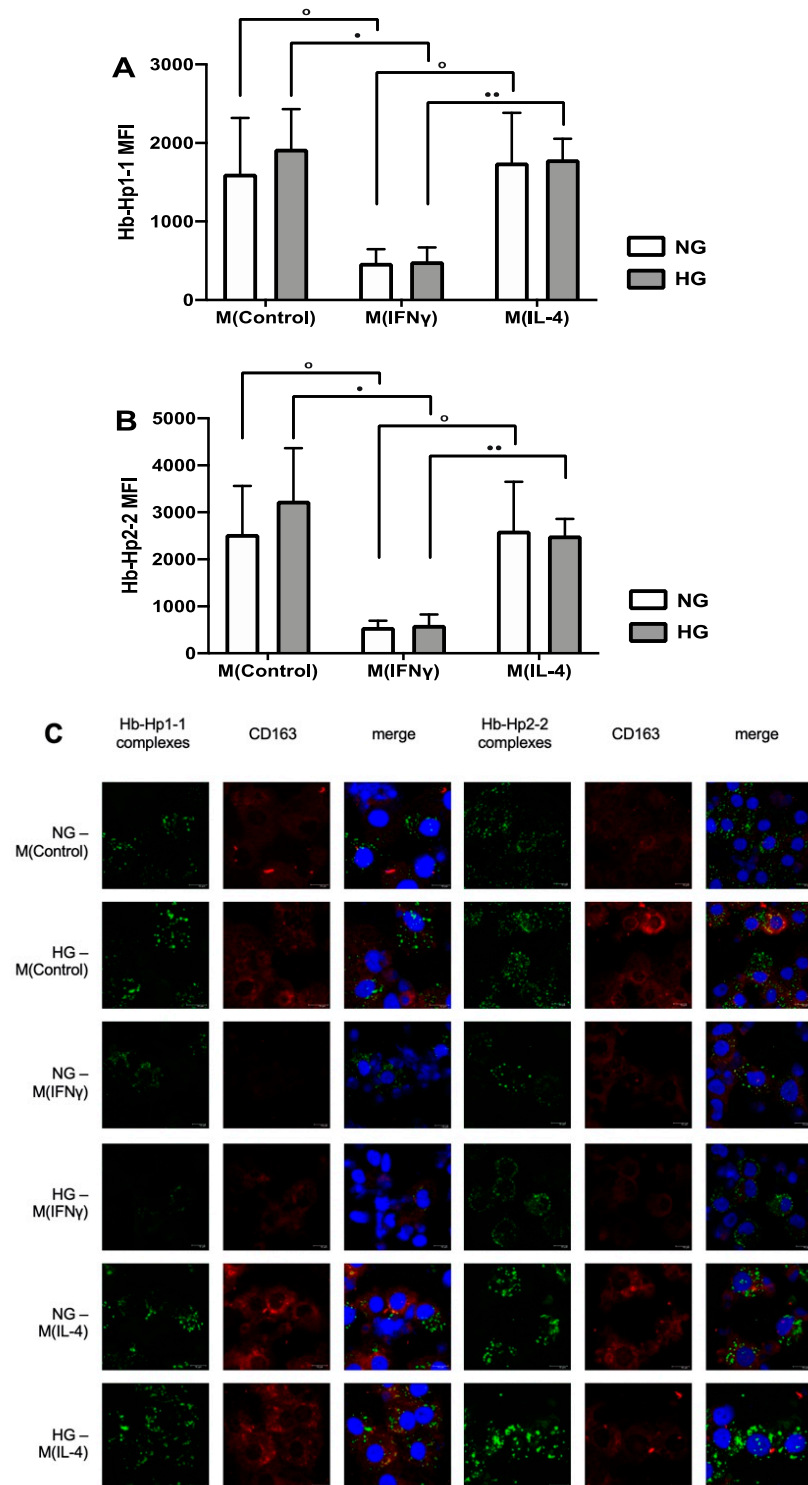 A
Hb-Hp1-1 MFI
3000
2000
1000
0
M(Control)
M(IFNγ)
M(IL-4)
NG
HG
B
Hb-Hp2-2 MFI
5000
4000
3000
2000
1000
0
M(Control)
M(IFNγ)
M(IL-4)
NG
HG
C
Hb-Hp1-1
complexes
CD163
merge
Hb-Hp2-2
complexes
CD163
merge
NG –
M(Control)
HG –
M(Control)
NG –
M(IFNγ)
HG –
M(IFNγ)
NG –
M(IL-4)
HG –
M(IL-4)